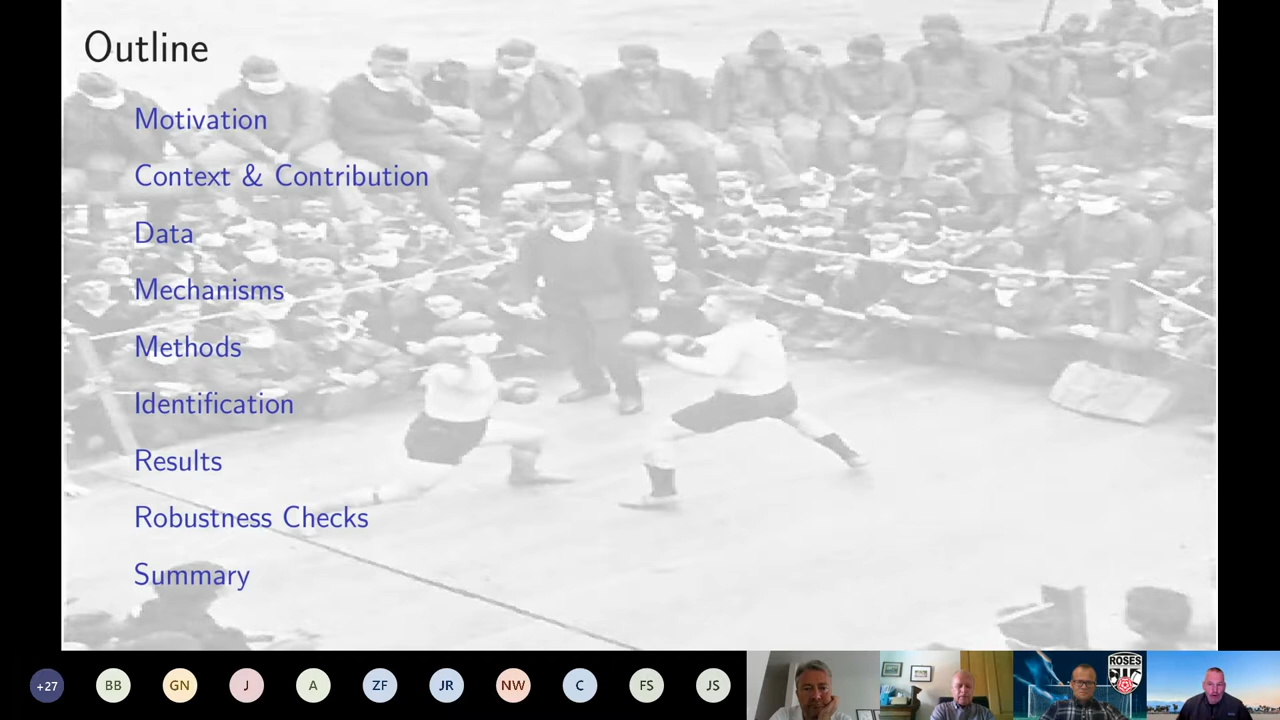 Outline
Motivation
Context & Contribution
Data
Mechanisms
Methods
Identification
Results
Robustness Checks
Summary
+27
BB
GN
J
A
ZF
JR
NW
C
FS
JS
ROSES